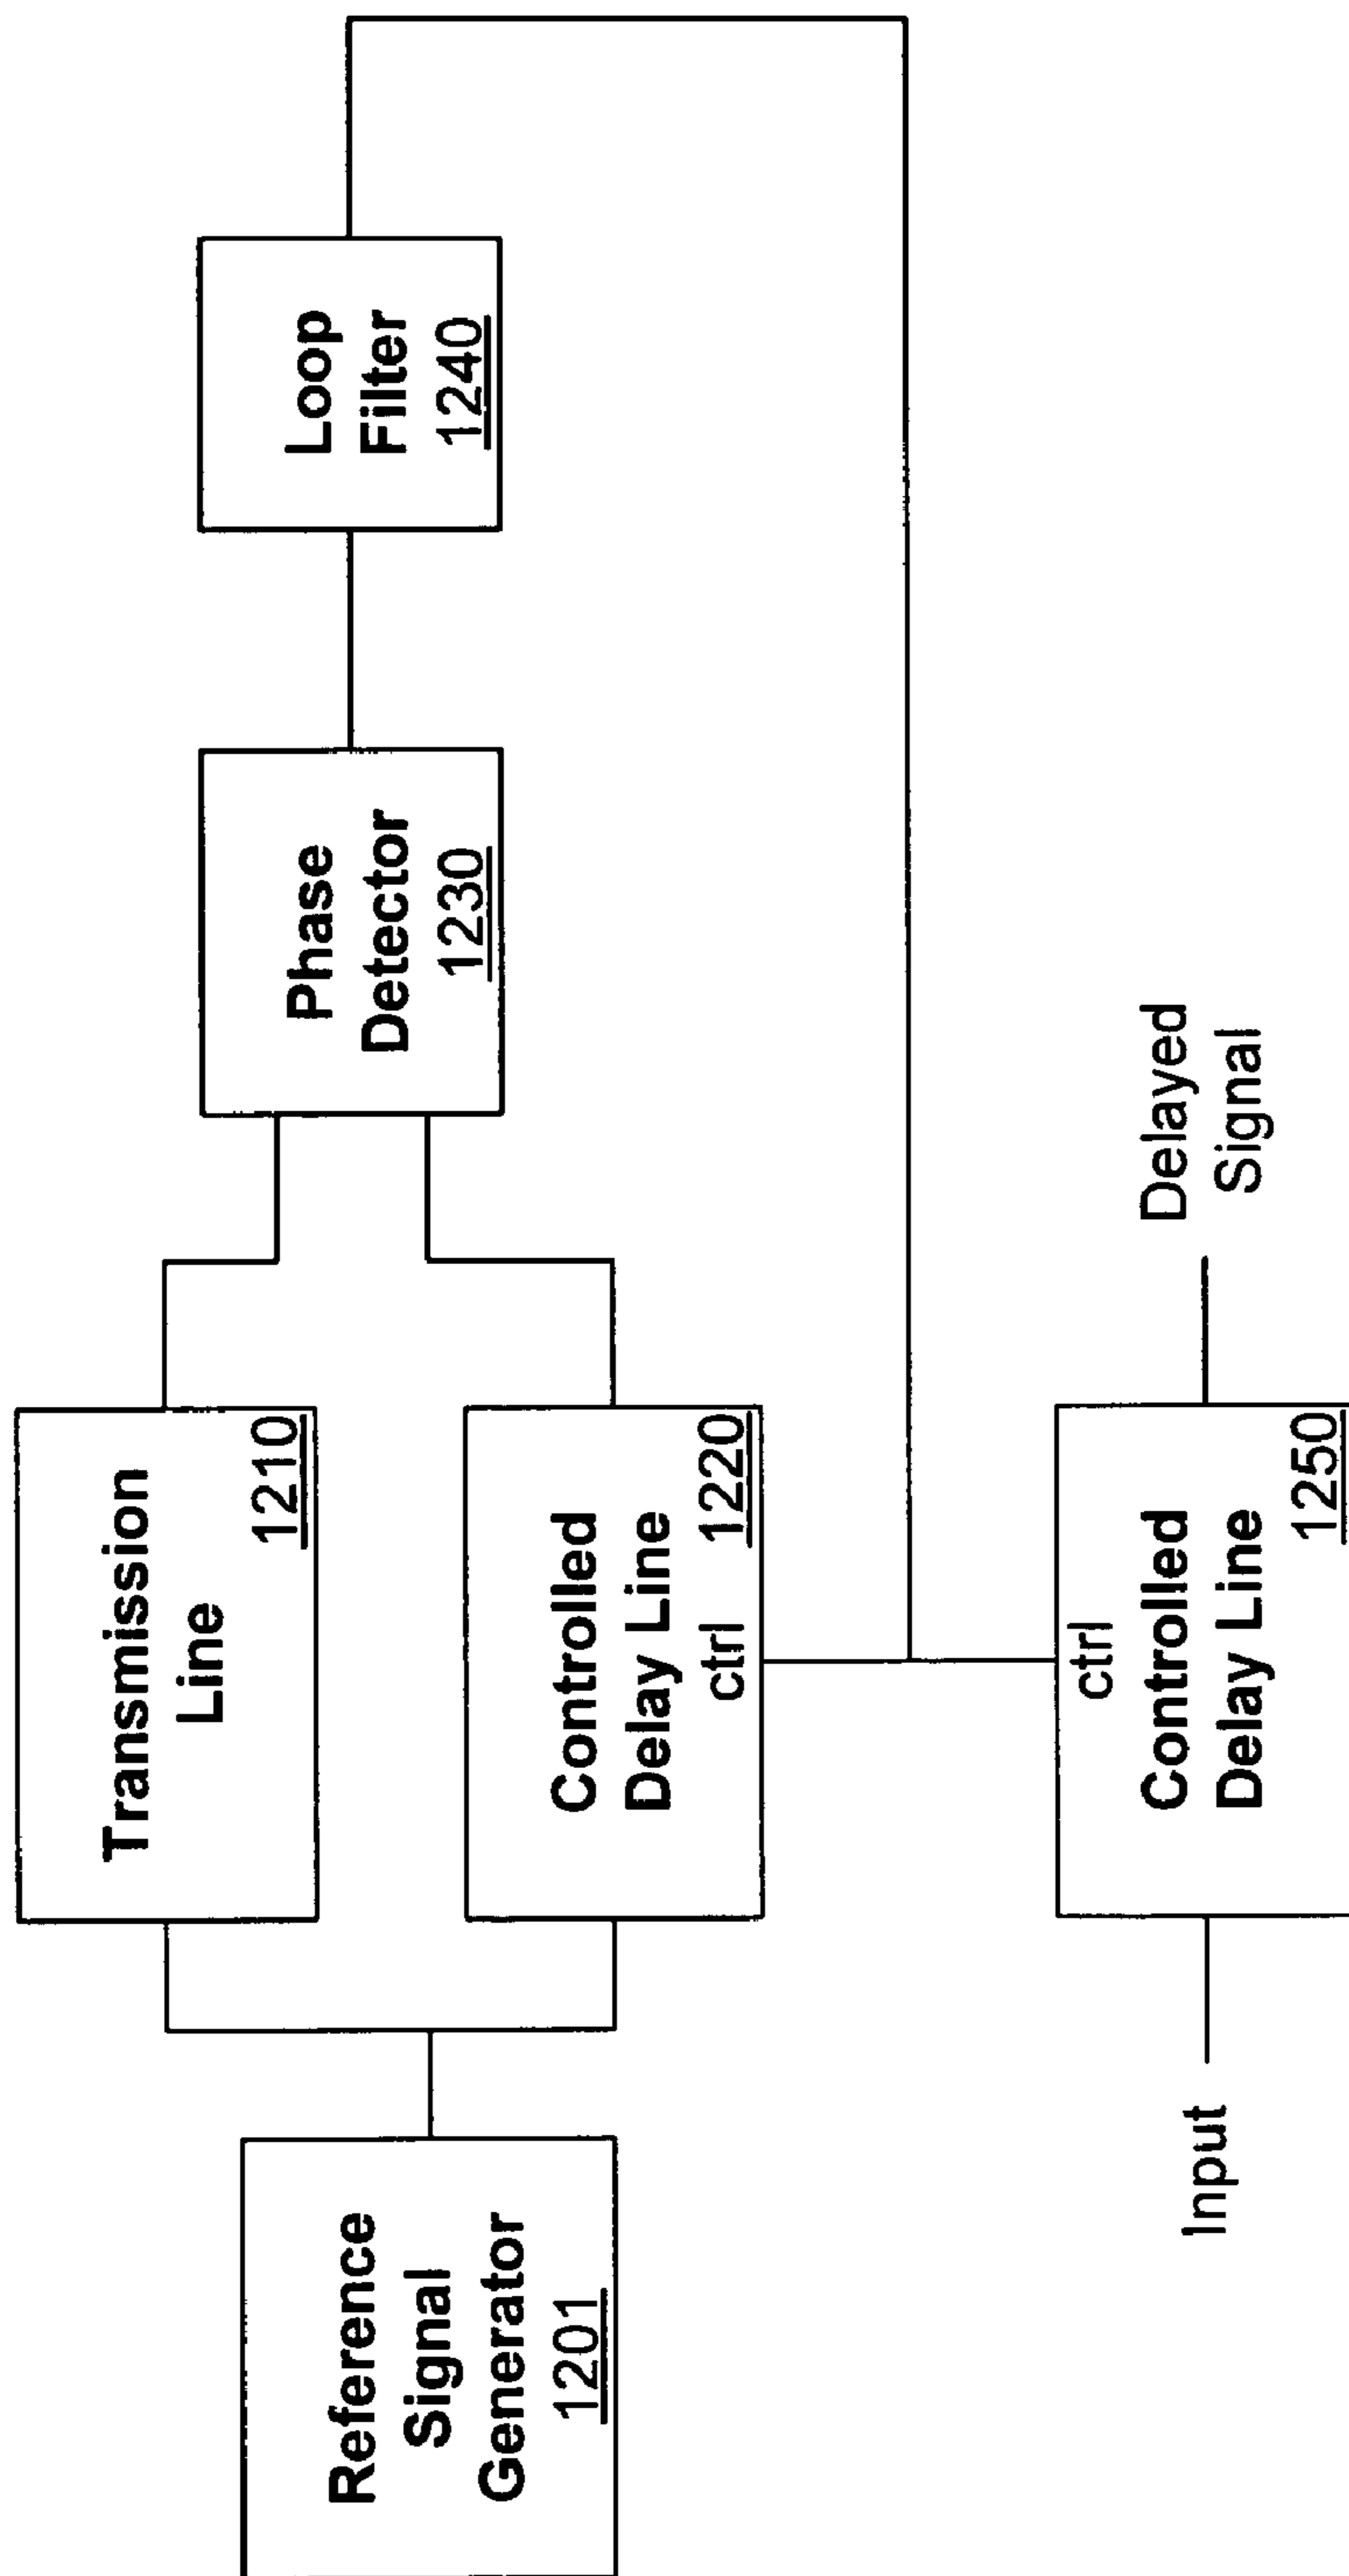 Reference
Signal
Generator
1201
Transmission
Line
1210
Controlled
Delay Line
1220
ctrl
Phase
Detector
1230
Loop
Filter
1240
Input
ctrl
Controlled
Delay Line
1250
Delayed
Signal